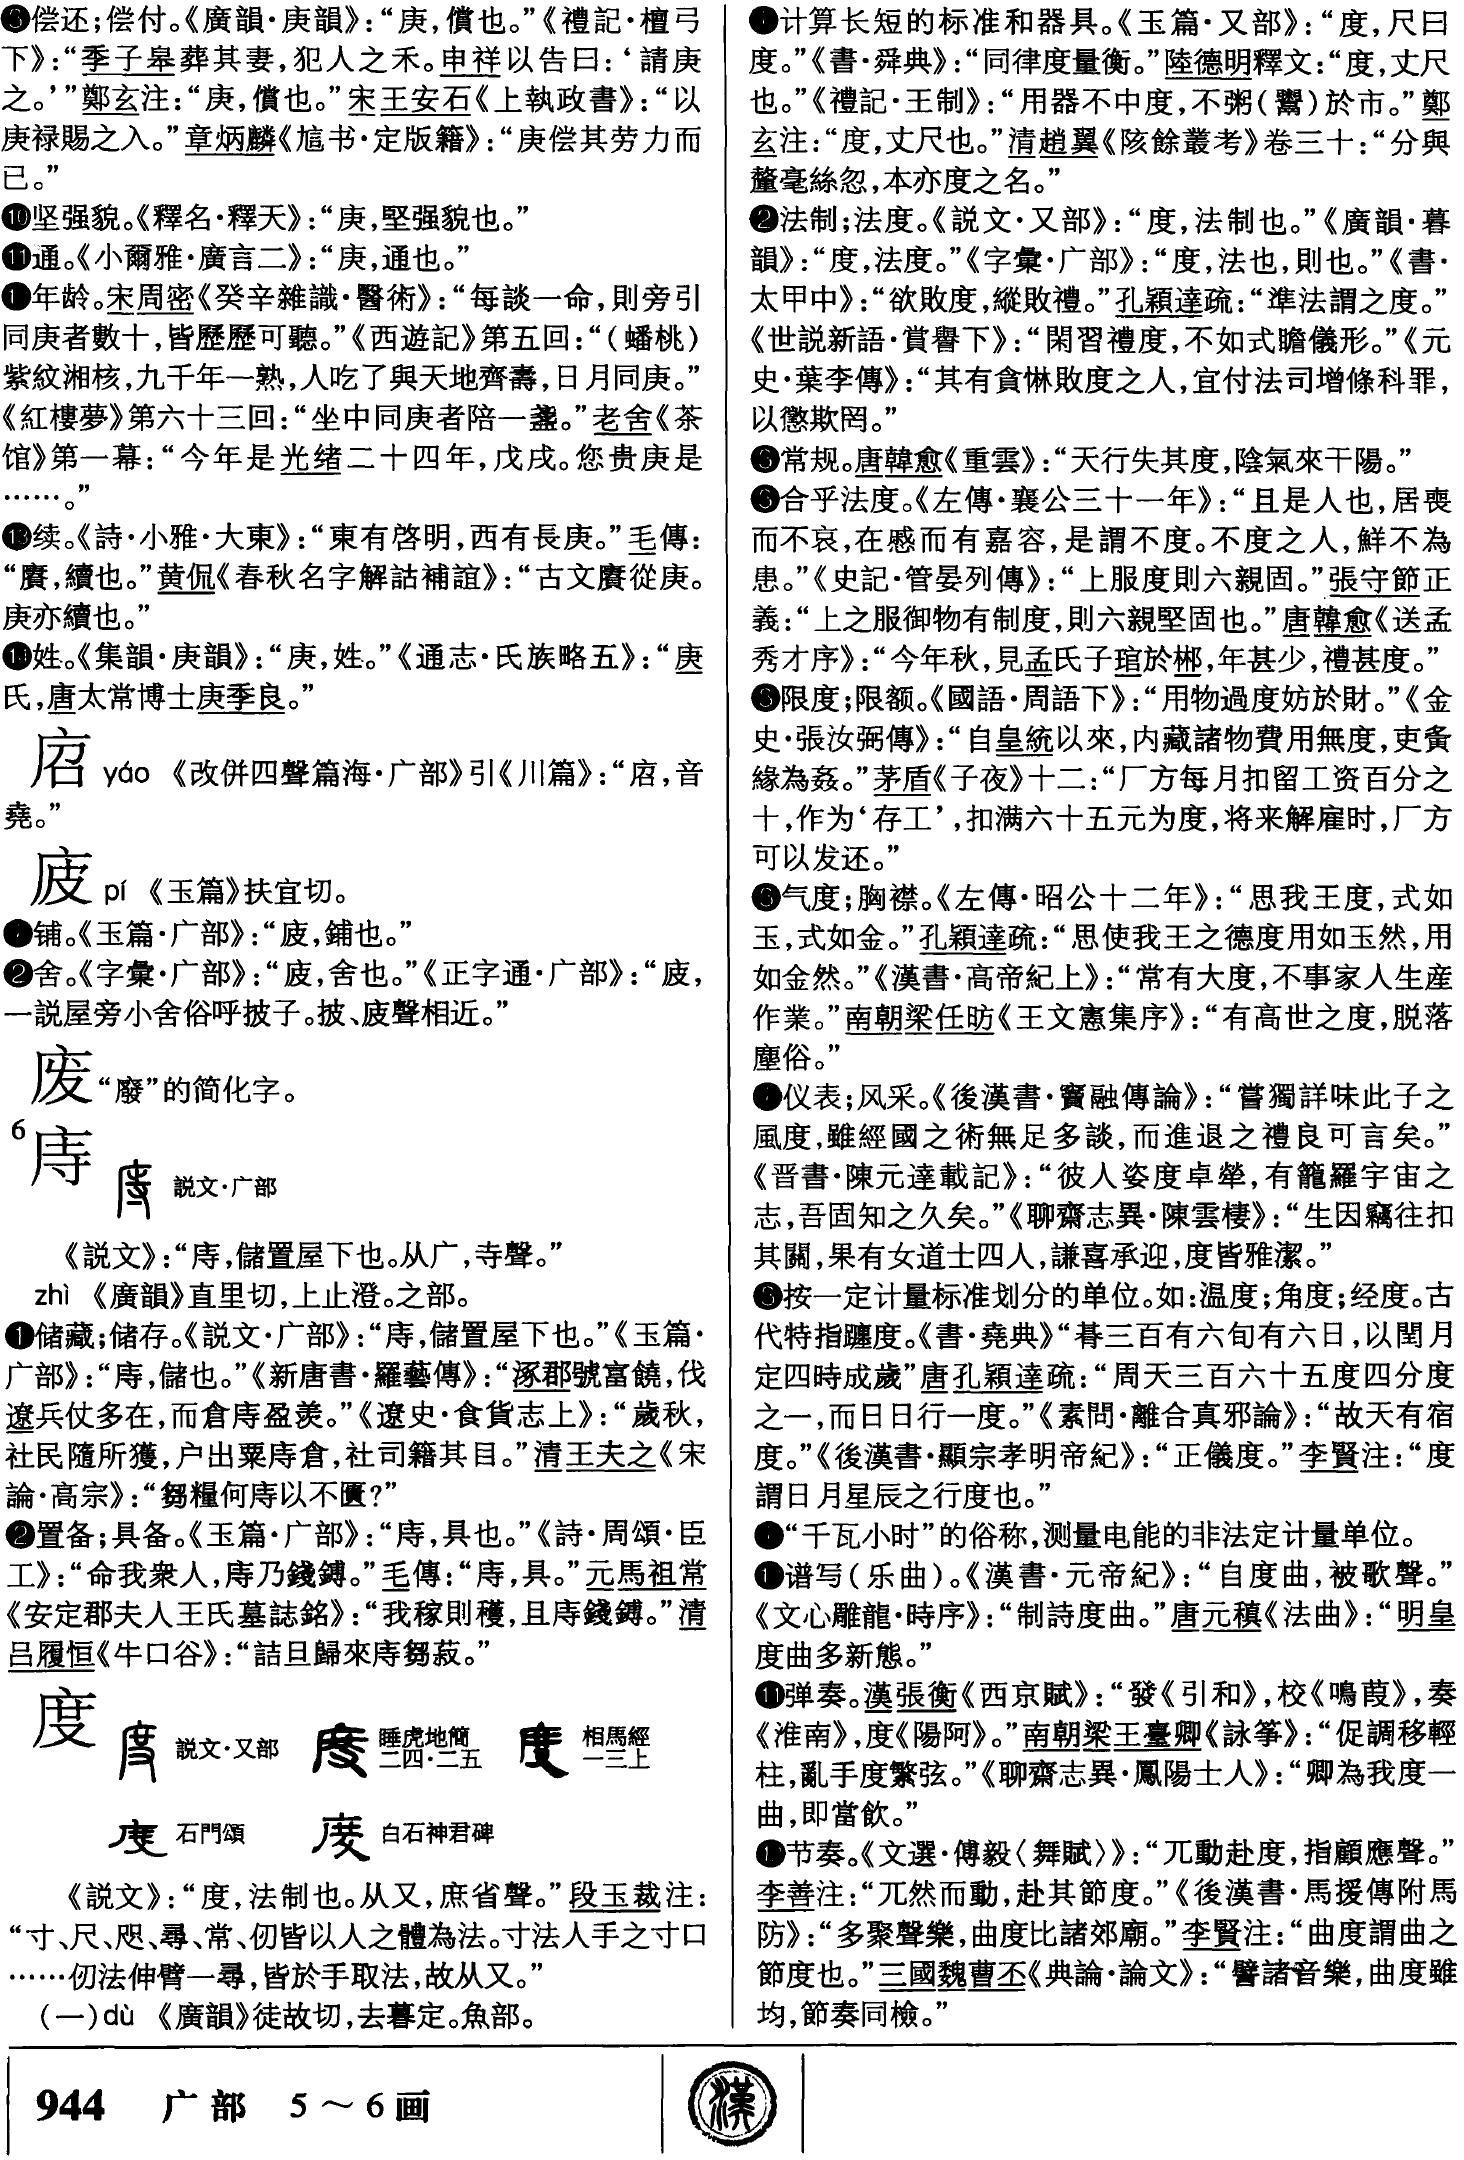 偿还；偿付。《廣韻·庚韻》：“庚，償也。”《禮記·檀弓
下》：“季子皋葬其妻，犯人之禾。申祥以告曰：‘請庚
之。’”鄭玄注：“庚，償也。”宋王安石《上執政書》：“以
庚禄賜之入。”章炳麟《訄书·定版籍》：“庚偿其劳力而
已。”
⑩坚强貌。《釋名·釋天》：“庚，堅强貌也。”
⑪通。《小爾雅·廣言二》：“庚，通也。”
年龄。宋周密《癸辛雜識·醫術》：“每談一命，則旁引
同庚者數十，皆歷歷可聽。”《西遊記》第五回：“（蟠桃）
紫紋湘核，九千年一熟，人吃了與天地齊壽，日月同庚。”
《紅樓夢》第六十三回：“坐中同庚者陪一盞。”老舍《茶
馆》第一幕：“今年是光绪二十四年，戊戌。您贵庚是
……。”
⑬续。《詩·小雅·大東》：“東有啓明，西有長庚。”毛傳：
“賡，續也。”黄侃《春秋名字解詁補誼》：“古文賡從庚。
庚亦續也。”
姓。《集韻·庚韻》：“庚，姓。”《通志·氏族略五》：“庚
氏，唐太常博士庚季良。”
yáo 《改併四聲篇海·广部》引《川篇》：“，音
堯。”
庋 pí 《玉篇》扶宜切。
铺。《玉篇·广部》：“，鋪也。”
❷舍。《字彙·广部》：“，舍也。”《正字通·广部》：“，
一説屋旁小舍俗呼披子。披、聲相近。”
废 “廢”的简化字。
6
庤 説文·广部
《説文》：“庤，儲置屋下也。从广，寺聲。”
zhì 《廣韻》直里切，上止澄。之部。
❶储藏；储存。《説文·广部》：“庤，儲置屋下也。”《玉篇·
广部》：“庤，儲也。”《新唐書·羅藝傳》：“涿郡號富饒，伐
遼兵仗多在，而倉庤盈羡。”《遼史·食貨志上》：“歲秋，
社民隨所獲，户出粟庤倉，社司籍其目。”清王夫之《宋
論·高宗》：“芻糧何庤以不匱？”
❷置备；具备。《玉篇·广部》：“庤，具也。”《詩·周頌·臣
工》：“命我衆人，庤乃錢鎛。”毛傳：“庤，具。”元馬祖常
《安定郡夫人王氏墓誌銘》：“我稼則穫，且庤錢鎛。”清
吕履恒《牛口谷》：“詰旦歸來庤芻菽。”
度 説文·又部 睡虎地簡二四·二五 相馬經一三上
石門頌 白石神君碑
《説文》：“度，法制也。从又，庶省聲。”段玉裁注：
“寸、尺、咫、尋、常、仞皆以人之體為法。寸法人手之寸口
……仞法伸臂一尋，皆於手取法，故从又。”
（一）dù 《廣韻》徒故切，去暮定。魚部。
计算长短的标准和器具。《玉篇·又部》：“度，尺曰
度。”《書·舜典》：“同律度量衡。”陸德明釋文：“度，丈尺
也。”《禮記·王制》：“用器不中度，不粥（鬻）於市。”鄭
玄注：“度，丈尺也。”清趙翼《陔餘叢考》卷三十：“分與
釐毫絲忽，本亦度之名。”
❷法制；法度。《説文·又部》：“度，法制也。”《廣韻·暮
韻》：“度，法度。”《字彙·广部》：“度，法也，則也。”《書·
太甲中》：“欲敗度，縱敗禮。”孔穎達疏：“準法謂之度。”
《世説新語·賞譽下》：“閑習禮度，不如式瞻儀形。”《元
史·葉李傳》：“其有貪惏敗度之人，宜付法司增條科罪，
以懲欺罔。”
常规。唐韓愈《重雲》：“天行失其度，陰氣來干陽。”
合乎法度。《左傳·襄公三十一年》：“且是人也，居喪
而不哀，在慼而有嘉容，是謂不度。不度之人，鮮不為
患。”《史記·管晏列傳》：“上服度則六親固。”張守節正
義：“上之服御物有制度，則六親堅固也。”唐韓愈《送孟
秀才序》：“今年秋，見孟氏子琯於郴，年甚少，禮甚度。”
限度；限额。《國語·周語下》：“用物過度妨於財。”《金
史·張汝弼傳》：“自皇統以來，内藏諸物費用無度，吏夤
緣為姦。”茅盾《子夜》十二：“厂方每月扣留工资百分之
十，作为‘存工’，扣满六十五元为度，将来解雇时，厂方
可以发还。”
气度；胸襟。《左傳·昭公十二年》：“思我王度，式如
玉，式如金。”孔穎達疏：“思使我王之德度用如玉然，用
如金然。”《漢書·高帝紀上》：“常有大度，不事家人生産
作業。”南朝梁任昉《王文憲集序》：“有高世之度，脱落
塵俗。”
仪表；风采。《後漢書·竇融傳論》：“嘗獨詳味此子之
風度，雖經國之術無足多談，而進退之禮良可言矣。”
《晋書·陳元達載記》：“彼人姿度卓犖，有籠羅宇宙之
志，吾固知之久矣。”《聊齋志異·陳雲棲》：“生因竊往扣
其關，果有女道士四人，謙喜承迎，度皆雅潔。”
按一定计量标准划分的单位。如：温度；角度；经度。古
代特指躔度。《書·堯典》“朞三百有六旬有六日，以閏月
定四時成歲”唐孔穎達疏：“周天三百六十五度四分度
之一，而日日行一度。”《素問·離合真邪論》：“故天有宿
度。”《後漢書·顯宗孝明帝紀》：“正儀度。”李賢注：“度
謂日月星辰之行度也。”
“千瓦小时”的俗称，测量电能的非法定计量单位。
谱写（乐曲）。《漢書·元帝紀》：“自度曲，被歌聲。”
《文心雕龍·時序》：“制詩度曲。”唐元稹《法曲》：“明皇
度曲多新態。”
⑪弹奏。漢張衡《西京賦》：“發《引和》，校《鳴葭》，奏
《淮南》，度《陽阿》。”南朝梁王臺卿《詠筝》：“促調移輕
柱，亂手度繁弦。”《聊齋志異·鳳陽士人》：“卿為我度一
曲，即當飲。”
节奏。《文選·傅毅〈舞賦〉》：“兀動赴度，指顧應聲。”
李善注：“兀然而動，赴其節度。”《後漢書·馬援傳附馬
防》：“多聚聲樂，曲度比諸郊廟。”李賢注：“曲度謂曲之
節度也。”三國魏曹丕《典論·論文》：“譬諸音樂，曲度雖
均，節奏同檢。”
944 广部 5～6画
漢